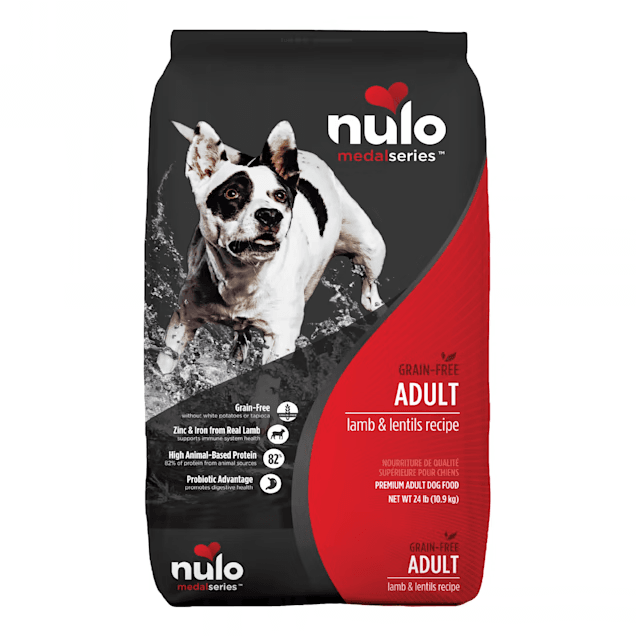 nulo
medalseries™
GRAIN-FREE
ADULT
lamb & lentils recipe
Grain-Free
without white potatoes or tapioca
Zinc & Iron from Real Lamb
supports immune system health
High Animal-Based Protein
82% of protein from animal sources
82%
Probiotic Advantage
promotes digestive health
NOURRITURE DE QUALITÉ
SUPÉRIEURE POUR CHIENS
PREMIUM ADULT DOG FOOD
NET WT 24 lb (10.9 kg)
nulo
medalseries™
GRAIN-FREE
ADULT
lamb & lentils recipe